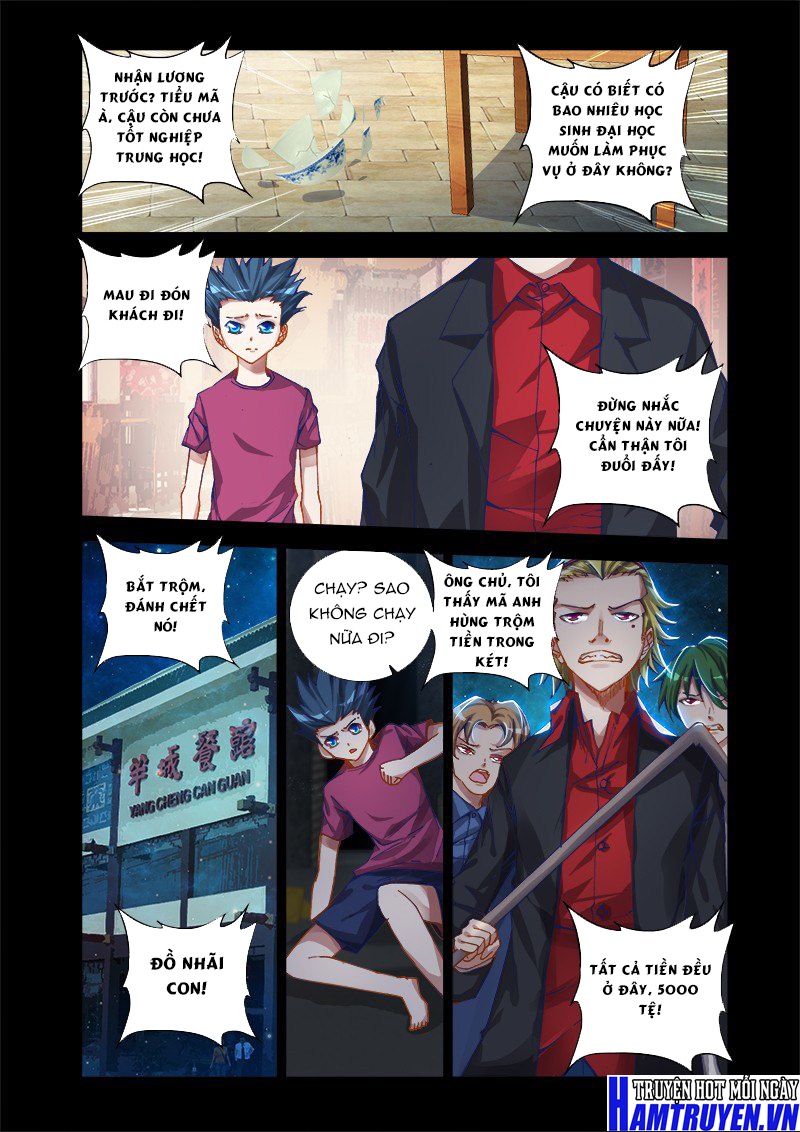 NHẬN LƯƠNG
TRƯỚC? TIỂU MÃ
À, CẬU CÒN CHƯA
TỐT NGHIỆP
TRUNG HỌC!
CẬU CÓ BIẾT CÓ
BAO NHIÊU HỌC
SINH ĐẠI HỌC
MUỐN LÀM PHỤC
VỤ Ở ĐÂY KHÔNG?
MAU ĐI ĐÓN
KHÁCH ĐI!
ĐỪNG NHẮC
CHUYỆN NÀY NỮA!
CẨN THẬN TÔI
ĐUỔI ĐẤY!
BẮT TRỘM,
ĐÁNH CHẾT
NÓ!
羊城餐館
YANG CHENG CAN GUAN
ĐỒ NHÃI
CON!
CHẠY? SAO
KHÔNG CHẠY
NỮA ĐI?
ÔNG CHỦ, TÔI
THẤY MÃ ANH
HÙNG TRỘM
TIỀN TRONG
KÉT!
TẤT CẢ TIỀN ĐỀU
Ở ĐÂY, 5000
TỆ!
TRUYỆN HOT MỖI NGÀY
HAMTRUYEN.VN